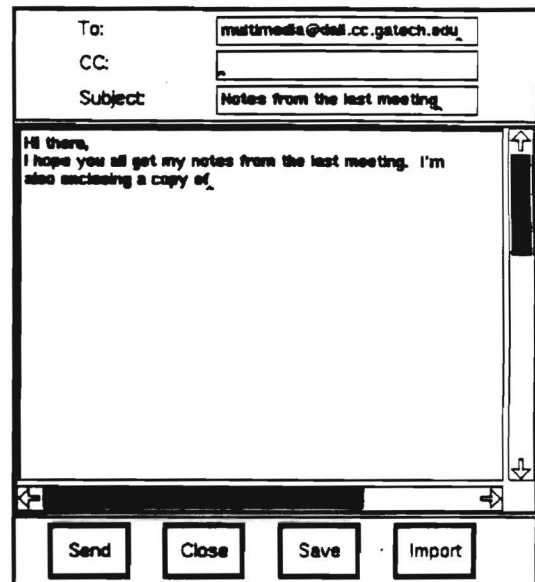 To: multimedia@dali.cc.gatech.edu
CC:
Subject: Notes from the last meeting
Hi there,
I hope you all got my notes from the last meeting. I'm
also enclosing a copy of
Send Close Save Import